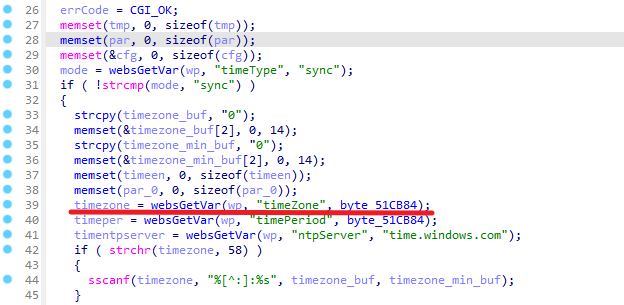 26 errCode = CGI_OK;
27 memset(tmp, 0, sizeof(tmp));
28 memset(par, 0, sizeof(par));
29 memset(&cfg, 0, sizeof(cfg));
30 mode = websGetVar(wp, "timeType", "sync");
31 if ( !strcmp(mode, "sync") )
32 {
33 strcpy(timezone_buf, "0");
34 memset(&timezone_buf[2], 0, 14);
35 strcpy(timezone_min_buf, "0");
36 memset(&timezone_min_buf[2], 0, 14);
37 memset(timeen, 0, sizeof(timeen));
38 memset(par_0, 0, sizeof(par_0));
39 timezone = websGetVar(wp, "timeZone", byte_51CB84);
40 timeper = websGetVar(wp, "timePeriod", byte_51CB84);
41 timentpserver = websGetVar(wp, "ntpServer", "time.windows.com");
42 if ( strchr(timezone, 58) )
43 {
44 sscanf(timezone, "%[^:]:%s", timezone_buf, timezone_min_buf);
45 }